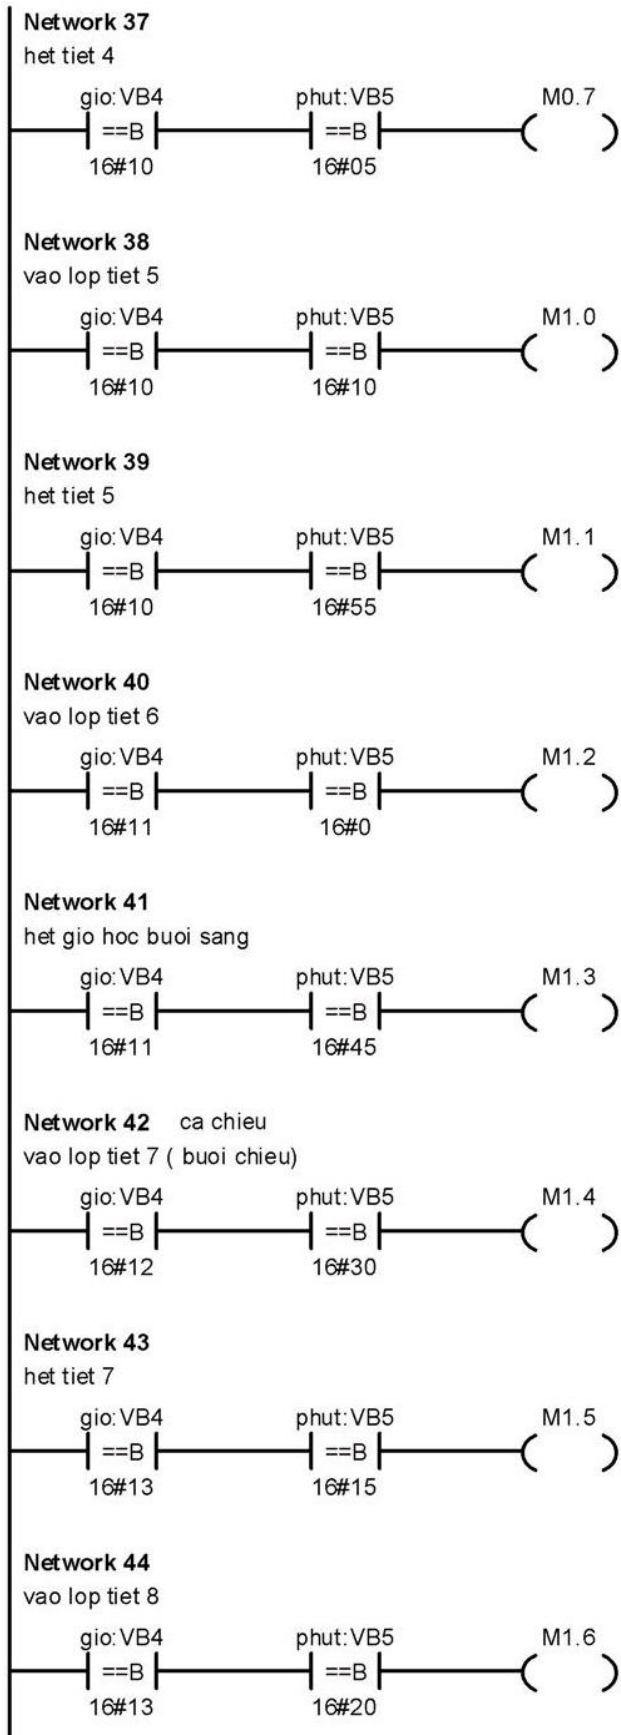 Network 37
het tiet 4
gio:VB4 phut:VB5 M0.7
==B ==B
16#10 16#05
Network 38
vao lop tiet 5
gio:VB4 phut:VB5 M1.0
==B ==B
16#10 16#10
Network 39
het tiet 5
gio:VB4 phut:VB5 M1.1
==B ==B
16#10 16#55
Network 40
vao lop tiet 6
gio:VB4 phut:VB5 M1.2
==B ==B
16#11 16#0
Network 41
het gio hoc buoi sang
gio:VB4 phut:VB5 M1.3
==B ==B
16#11 16#45
Network 42 ca chieu
vao lop tiet 7 ( buoi chieu)
gio:VB4 phut:VB5 M1.4
==B ==B
16#12 16#30
Network 43
het tiet 7
gio:VB4 phut:VB5 M1.5
==B ==B
16#13 16#15
Network 44
vao lop tiet 8
gio:VB4 phut:VB5 M1.6
==B ==B
16#13 16#20